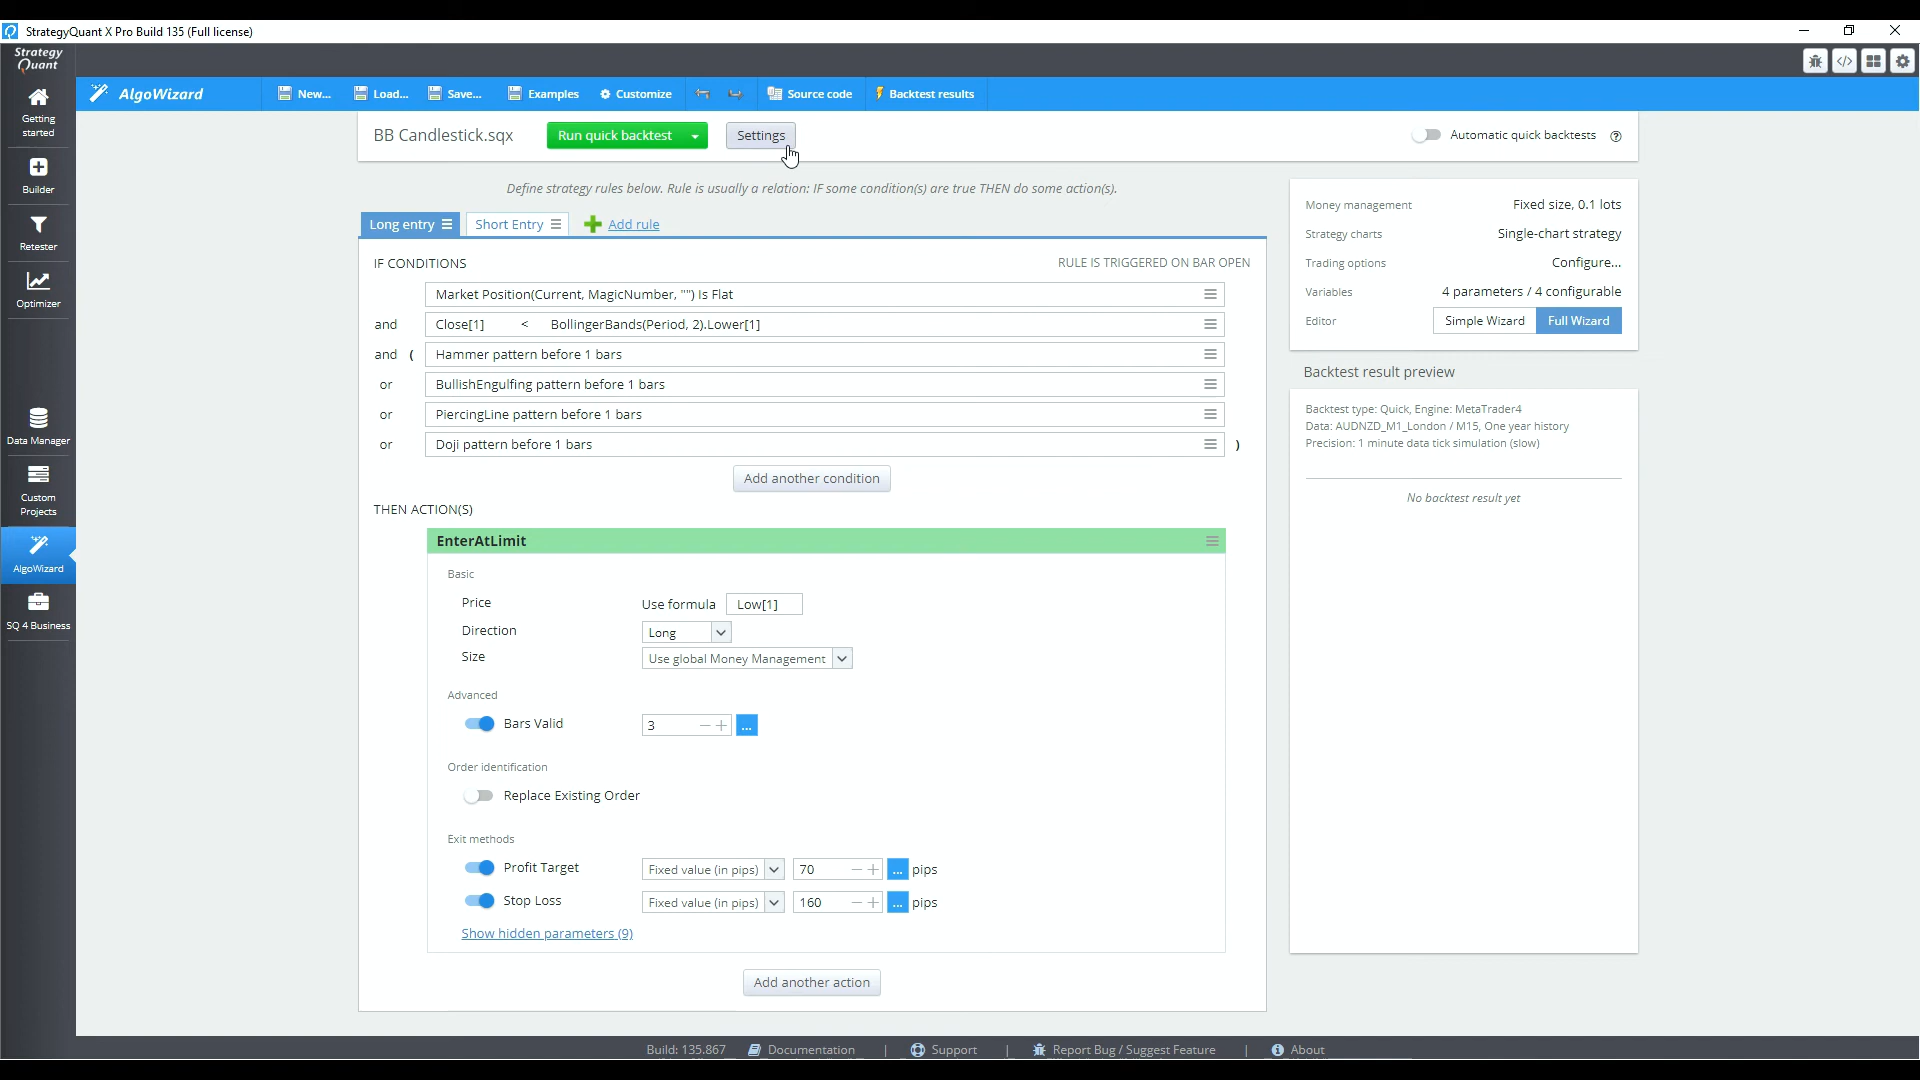 StrategyQuant X Pro Build 135 (Full license)
Strategy
Quant
Getting
started
Builder
Retester
Optimizer
Data Manager
Custom
Projects
AlgoWizard
SQ 4 Business
AlgoWizard
New... Load... Save... Examples Customize Source code Backtest results
BB Candlestick.sqx Run quick backtest Settings Automatic quick backtests ?
Define strategy rules below. Rule is usually a relation: IF some condition(s) are true THEN do some action(s).
Long entry Short Entry Add rule
IF CONDITIONS RULE IS TRIGGERED ON BAR OPEN
Market Position(Current, MagicNumber, "") Is Flat
and Close[1] < BollingerBands(Period, 2).Lower[1]
and ( Hammer pattern before 1 bars
or BullishEngulfing pattern before 1 bars
or PiercingLine pattern before 1 bars
or Doji pattern before 1 bars )
Add another condition
THEN ACTION(S)
EnterAtLimit
Basic
Price Use formula Low[1]
Direction Long
Size Use global Money Management
Advanced
Bars Valid 3 − + ...
Order identification
Replace Existing Order
Exit methods
Profit Target Fixed value (in pips) 70 − + ... pips
Stop Loss Fixed value (in pips) 160 − + ... pips
Show hidden parameters (9)
Add another action
Money management Fixed size, 0.1 lots
Strategy charts Single-chart strategy
Trading options Configure...
Variables 4 parameters / 4 configurable
Editor Simple Wizard Full Wizard
Backtest result preview
Backtest type: Quick, Engine: MetaTrader4
Data: AUDNZD_M1_London / M15, One year history
Precision: 1 minute data tick simulation (slow)
No backtest result yet
Build: 135.867 Documentation | Support | Report Bug / Suggest Feature | About